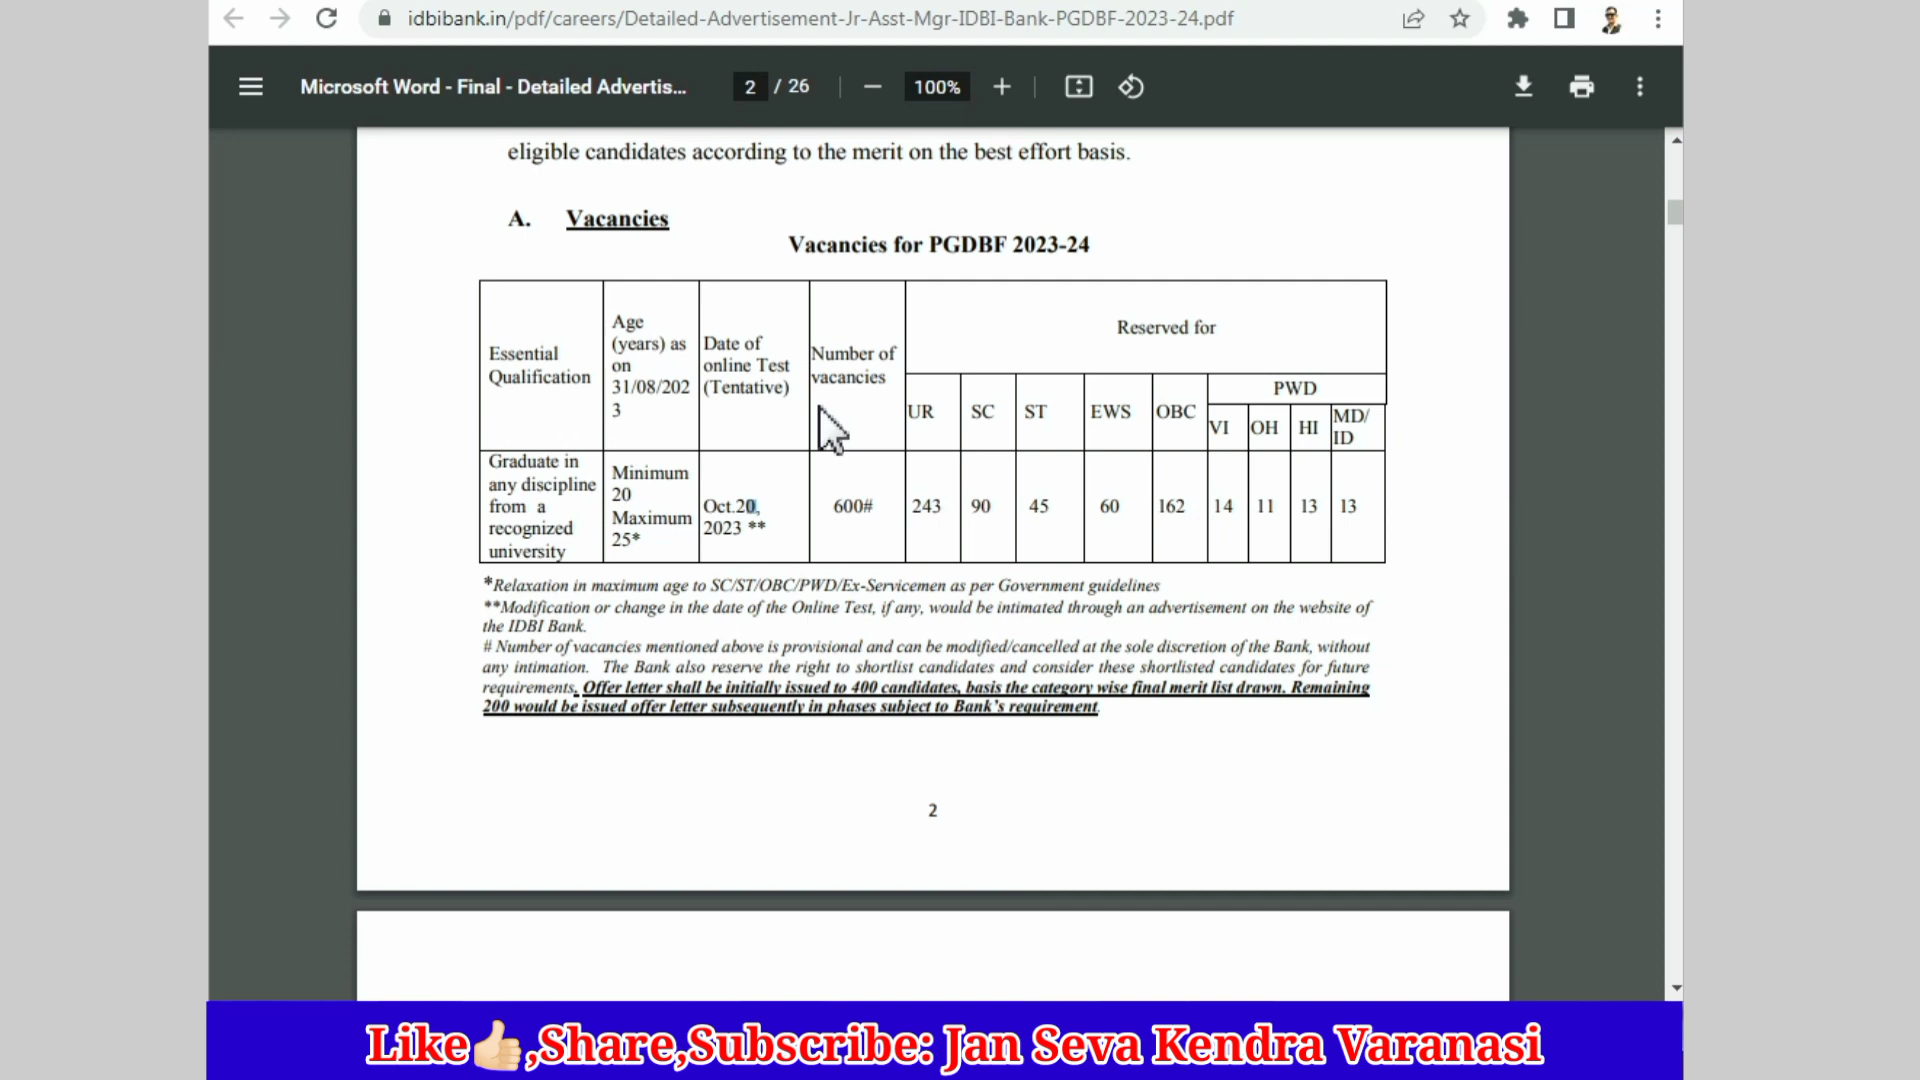 idbibank.in/pdf/careers/Detailed-Advertisement-Jr-Asst-Mgr-IDBI-Bank-PGDBF-2023-24.pdf
Microsoft Word - Final - Detailed Advertis... 2 / 26 100%
eligible candidates according to the merit on the best effort basis.
A. Vacancies
Vacancies for PGDBF 2023-24
Essential
Qualification
Age
(years) as
on
31/08/202
3
Date of
online Test
(Tentative)
Number of
vacancies
Reserved for
UR SC ST EWS OBC
PWD
VI OH HI MD/
ID
Graduate in
any discipline
from a
recognized
university
Minimum
20
Maximum
25*
Oct.20,
2023 **
600# 243 90 45 60 162 14 11 13 13
*Relaxation in maximum age to SC/ST/OBC/PWD/Ex-Servicemen as per Government guidelines
**Modification or change in the date of the Online Test, if any, would be intimated through an advertisement on the website of
the IDBI Bank.
# Number of vacancies mentioned above is provisional and can be modified/cancelled at the sole discretion of the Bank, without
any intimation. The Bank also reserve the right to shortlist candidates and consider these shortlisted candidates for future
requirements. Offer letter shall be initially issued to 400 candidates, basis the category wise final merit list drawn. Remaining
200 would be issued offer letter subsequently in phases subject to Bank's requirement.
2
Like👍🏻,Share,Subscribe: Jan Seva Kendra Varanasi